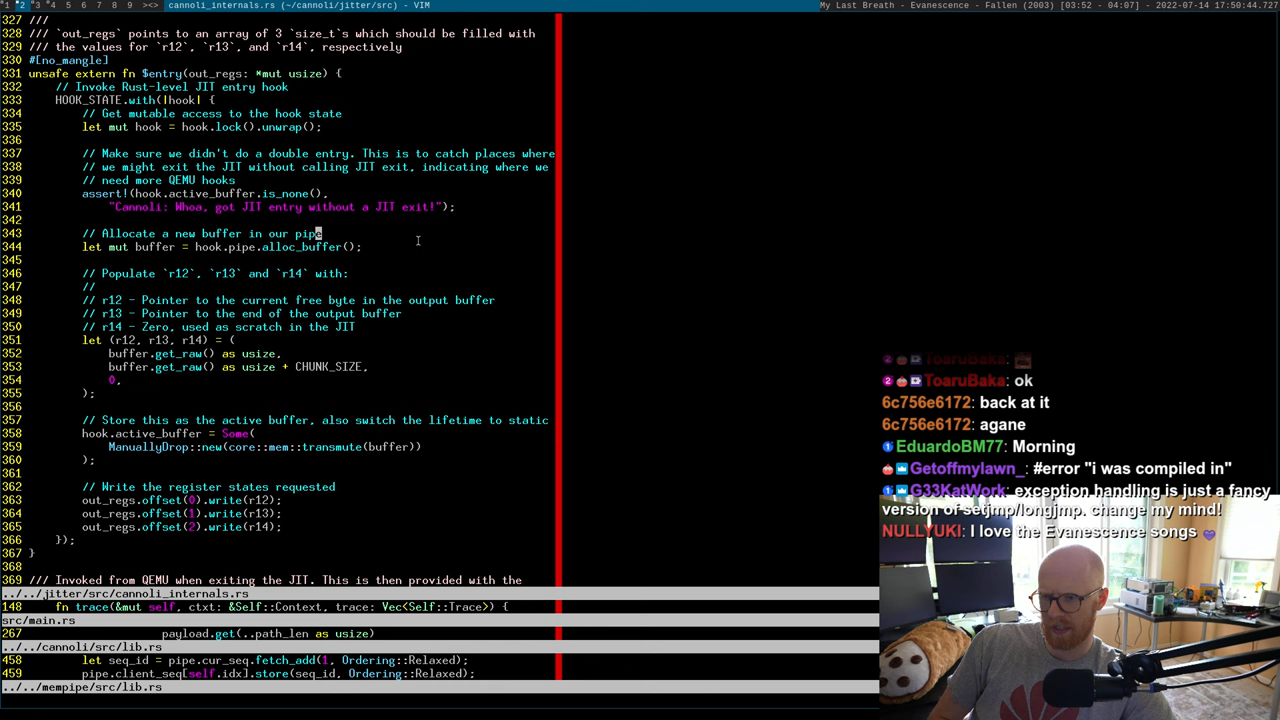 1 2 3 4 5 6 7 8 9 ><> cannoli_internals.rs (~/cannoli/jitter/src) - VIM
My Last Breath - Evanescence - Fallen (2003) [03:52 - 04:07] - 2022-07-14 17:50:44.727
327 ///
328 /// `out_regs` points to an array of 3 `size_t`s which should be filled with
329 /// the values for `r12`, `r13`, and `r14`, respectively
330 #[no_mangle]
331 unsafe extern fn $entry(out_regs: *mut usize) {
332     // Invoke Rust-level JIT entry hook
333     HOOK_STATE.with(|hook| {
334         // Get mutable access to the hook state
335         let mut hook = hook.lock().unwrap();
336
337         // Make sure we didn't do a double entry. This is to catch places where
338         // we might exit the JIT without calling JIT exit, indicating where we
339         // need more QEMU hooks
340         assert!(hook.active_buffer.is_none(),
341             "Cannoli: Whoa, got JIT entry without a JIT exit!");
342
343         // Allocate a new buffer in our pipe
344         let mut buffer = hook.pipe.alloc_buffer();
345
346         // Populate `r12`, `r13` and `r14` with:
347         //
348         // r12 - Pointer to the current free byte in the output buffer
349         // r13 - Pointer to the end of the output buffer
350         // r14 - Zero, used as scratch in the JIT
351         let (r12, r13, r14) = (
352             buffer.get_raw() as usize,
353             buffer.get_raw() as usize + CHUNK_SIZE,
354             0,
355         );
356
357         // Store this as the active buffer, also switch the lifetime to static
358         hook.active_buffer = Some(
359             ManuallyDrop::new(core::mem::transmute(buffer))
360         );
361
362         // Write the register states requested
363         out_regs.offset(0).write(r12);
364         out_regs.offset(1).write(r13);
365         out_regs.offset(2).write(r14);
366     });
367 }
368
369 /// Invoked from QEMU when exiting the JIT. This is then provided with the
../../jitter/src/cannoli_internals.rs
148     fn trace(&mut self, ctxt: &Self::Context, trace: Vec<Self::Trace>) {
src/main.rs
267                     payload.get(..path_len as usize)
../../cannoli/src/lib.rs
458         let seq_id = pipe.cur_seq.fetch_add(1, Ordering::Relaxed);
459         pipe.client_seq[self.idx].store(seq_id, Ordering::Relaxed);
../../mempipe/src/lib.rs
ToaruBaka:
ToaruBaka: ok
6c756e6172: back at it
6c756e6172: agane
EduardoBM77: Morning
Getoffmylawn_: #error "i was compiled in"
G33KatWork: exception handling is just a fancy
version of setjmp/longjmp. change my mind!
NULLYUKI: I love the Evanescence songs